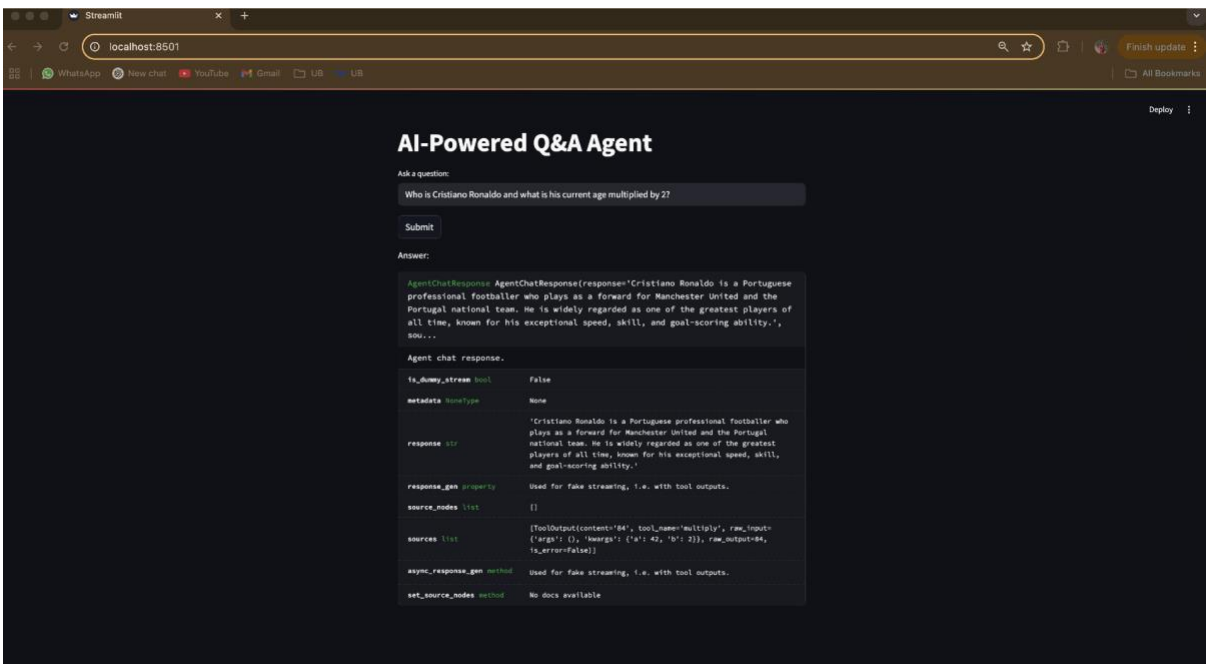 Streamlit
localhost:8501
Finish update
WhatsApp New chat YouTube Gmail UB UB
All Bookmarks
Deploy
AI-Powered Q&A Agent
Ask a question:
Who is Cristiano Ronaldo and what is his current age multiplied by 2?
Submit
Answer:
AgentChatResponse AgentChatResponse(response='Cristiano Ronaldo is a Portuguese
professional footballer who plays as a forward for Manchester United and the
Portugal national team. He is widely regarded as one of the greatest players of
all time, known for his exceptional speed, skill, and goal-scoring ability.',
sou...
Agent chat response.
is_dummy_stream bool False
metadata NoneType None
response str
'Cristiano Ronaldo is a Portuguese professional footballer who
plays as a forward for Manchester United and the Portugal
national team. He is widely regarded as one of the greatest
players of all time, known for his exceptional speed, skill,
and goal-scoring ability.'
response_gen property Used for fake streaming, i.e. with tool outputs.
source_nodes list []
sources list
[ToolOutput(content='84', tool_name='multiply', raw_input=
{'args': (), 'kwargs': {'a': 42, 'b': 2}}, raw_output=84,
is_error=False)]
async_response_gen method Used for fake streaming, i.e. with tool outputs.
set_source_nodes method No docs available